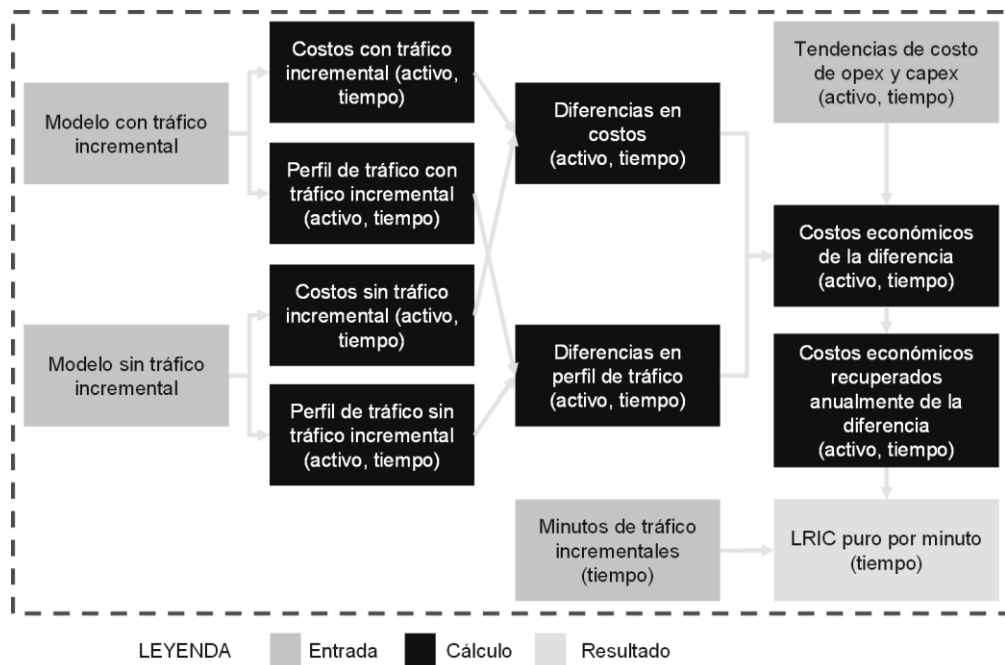 Modelo con tráfico
incremental
Modelo sin tráfico
incremental
Costos con tráfico
incremental (activo,
tiempo)
Perfil de tráfico con
tráfico incremental
(activo, tiempo)
Costos sin tráfico
incremental (activo,
tiempo)
Perfil de tráfico sin
tráfico incremental
(activo, tiempo)
Diferencias en
costos
(activo, tiempo)
Diferencias en
perfil de tráfico
(activo, tiempo)
Minutos de tráfico
incrementales
(tiempo)
Tendencias de costo
de opex y capex
(activo, tiempo)
Costos económicos
de la diferencia
(activo, tiempo)
Costos económicos
recuperados
anualmente de la
diferencia
(activo, tiempo)
LRIC puro por minuto
(tiempo)
LEYENDA Entrada Cálculo Resultado